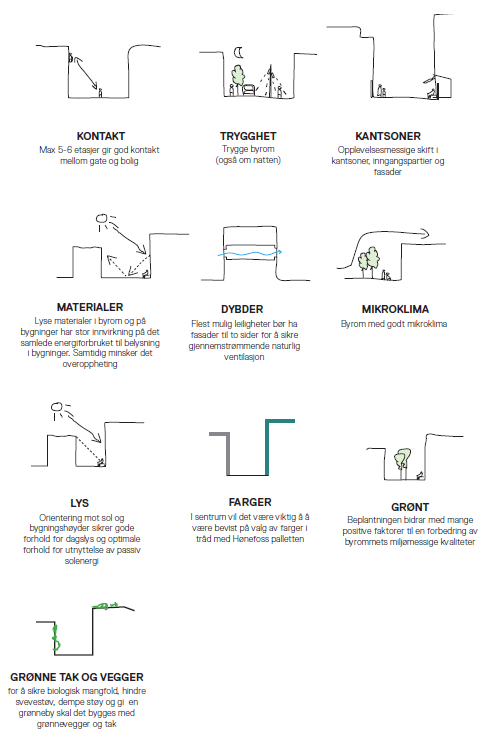 KONTAKT
Max 5-6 etasjer gir god kontakt
mellom gate og bolig
TRYGGHET
Trygge byrom
(også om natten)
KANTSONER
Opplevelsesmessige skift i
kantsoner, inngangspartier og
fasader
MATERIALER
Lyse materialer i byrom og på
bygninger har stor innvirkning på det
samlede energiforbruket til belysning
i bygninger. Samtidig minsker det
overoppheting
DYBDER
Flest mulig leiligheter bør ha
fasader til to sider for å sikre
gjennemstrømmende naturlig
ventilasjon
MIKROKLIMA
Byrom med godt mikroklima
LYS
Orientering mot sol og
bygningshøyder sikrer gode
forhold for dagslys og optimale
forhold for utnyttelse av passiv
solenergi
FARGER
I sentrum vil det være viktig å å
være bevist på valg av farger i
tråd med Hønefoss palletten
GRØNT
Beplantningen bidrar med mange
positive faktorer til en forbedring av
byrommets miljømessige kvaliteter
GRØNNE TAK OG VEGGER
for å sikre biologisk mangfold, hindre
svevestøv, dempe støy og gi en
grønneby skal det bygges med
grønnevegger og tak